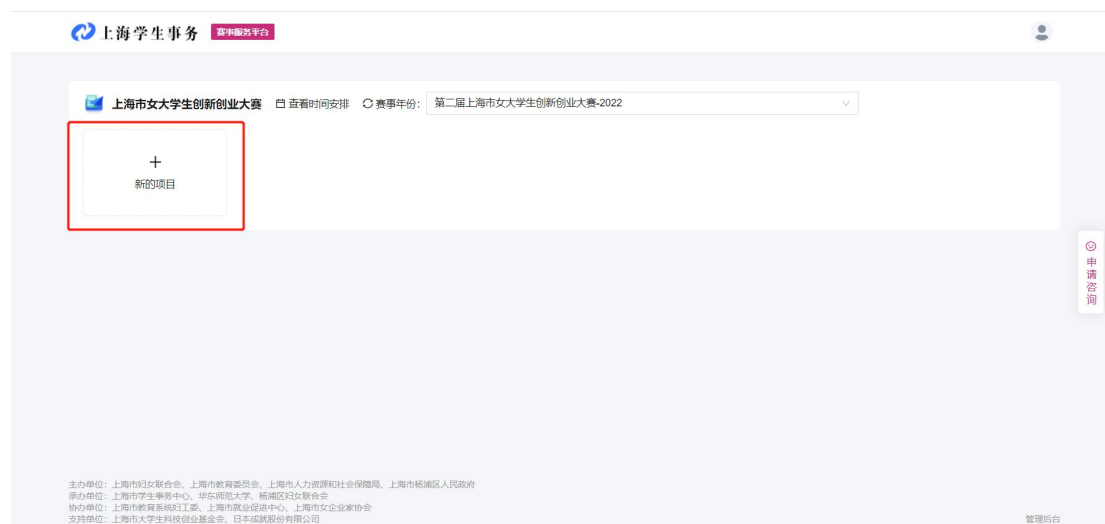 上海学生事务 赛事服务平台
上海市女大学生创新创业大赛 查看时间安排 赛事年份： 第二届上海市女大学生创新创业大赛-2022
新的项目
申请咨询
主办单位：上海市妇女联合会、上海市教育委员会、上海市人力资源和社会保障局、上海市杨浦区人民政府
承办单位：上海市学生事务中心、华东师范大学、杨浦区妇女联合会
协办单位：上海市教育系统妇工委、上海市就业促进中心、上海市女企业家协会
支持单位：上海市大学生科技创业基金会、日本成就股份有限公司
管理后台